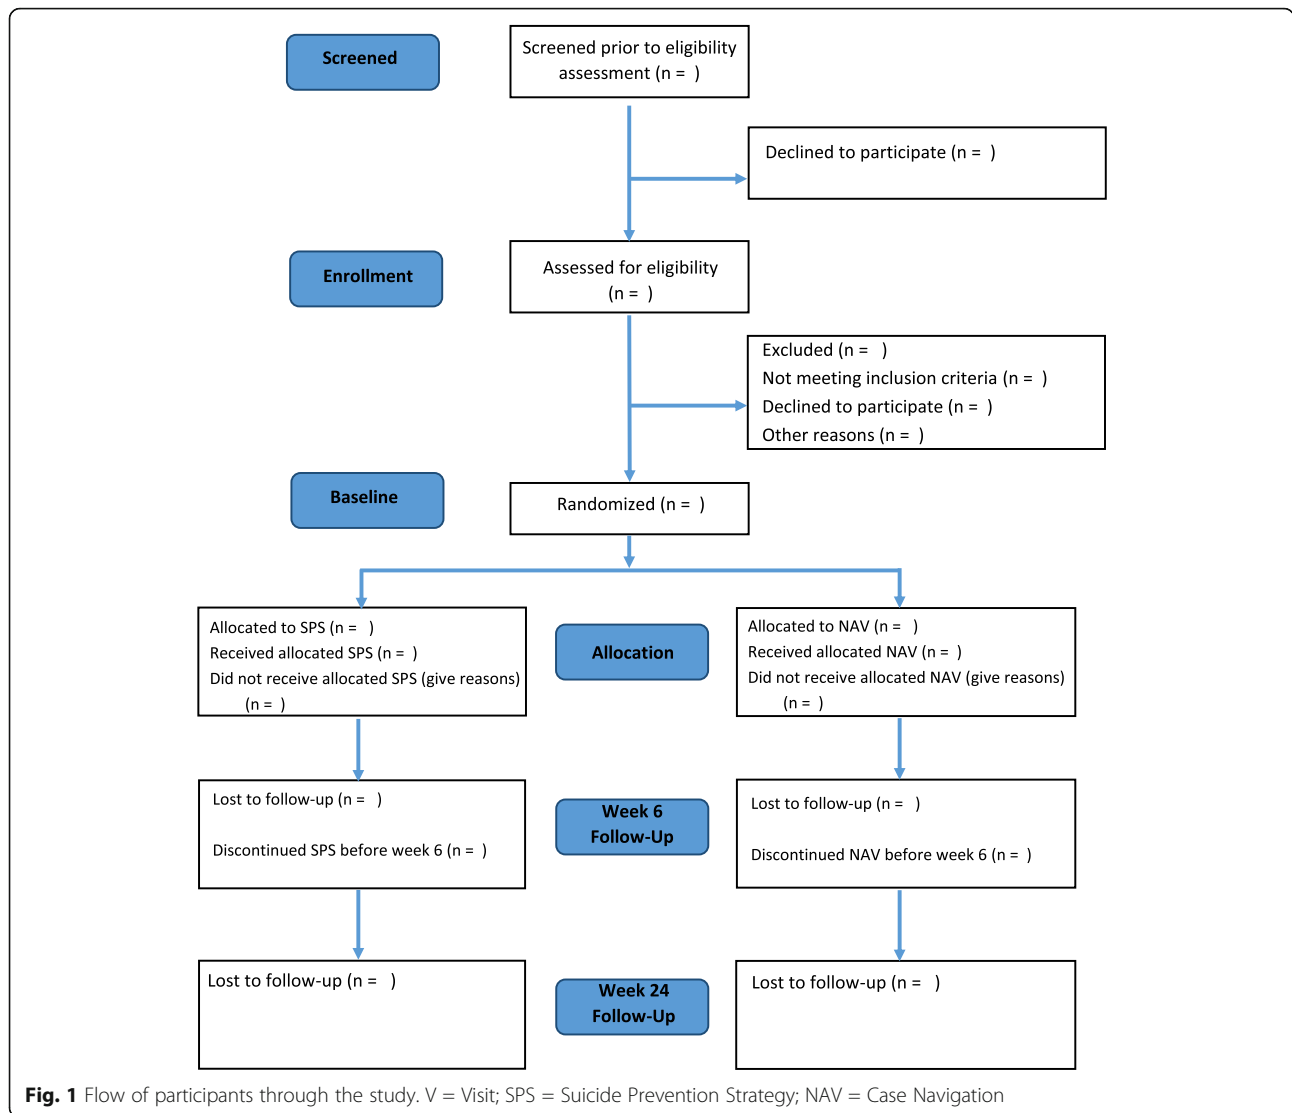 Screened
Screened prior to eligibility
assessment (n =  )
Declined to participate (n =  )
Enrollment
Assessed for eligibility
(n =  )
Excluded (n =   )
Not meeting inclusion criteria (n =  )
Declined to participate (n =  )
Other reasons (n =  )
Baseline
Randomized (n =  )
Allocated to SPS (n =   )
Received allocated SPS (n =  )
Did not receive allocated SPS (give reasons)
(n =  )
Allocation
Allocated to NAV (n =   )
Received allocated NAV (n =  )
Did not receive allocated NAV (give reasons)
(n =  )
Lost to follow-up (n =   )
Discontinued SPS before week 6 (n =  )
Week 6
Follow-Up
Lost to follow-up (n =   )
Discontinued NAV before week 6 (n =  )
Lost to follow-up (n =   )
Week 24
Follow-Up
Lost to follow-up (n =   )
Fig. 1 Flow of participants through the study. V = Visit; SPS = Suicide Prevention Strategy; NAV = Case Navigation